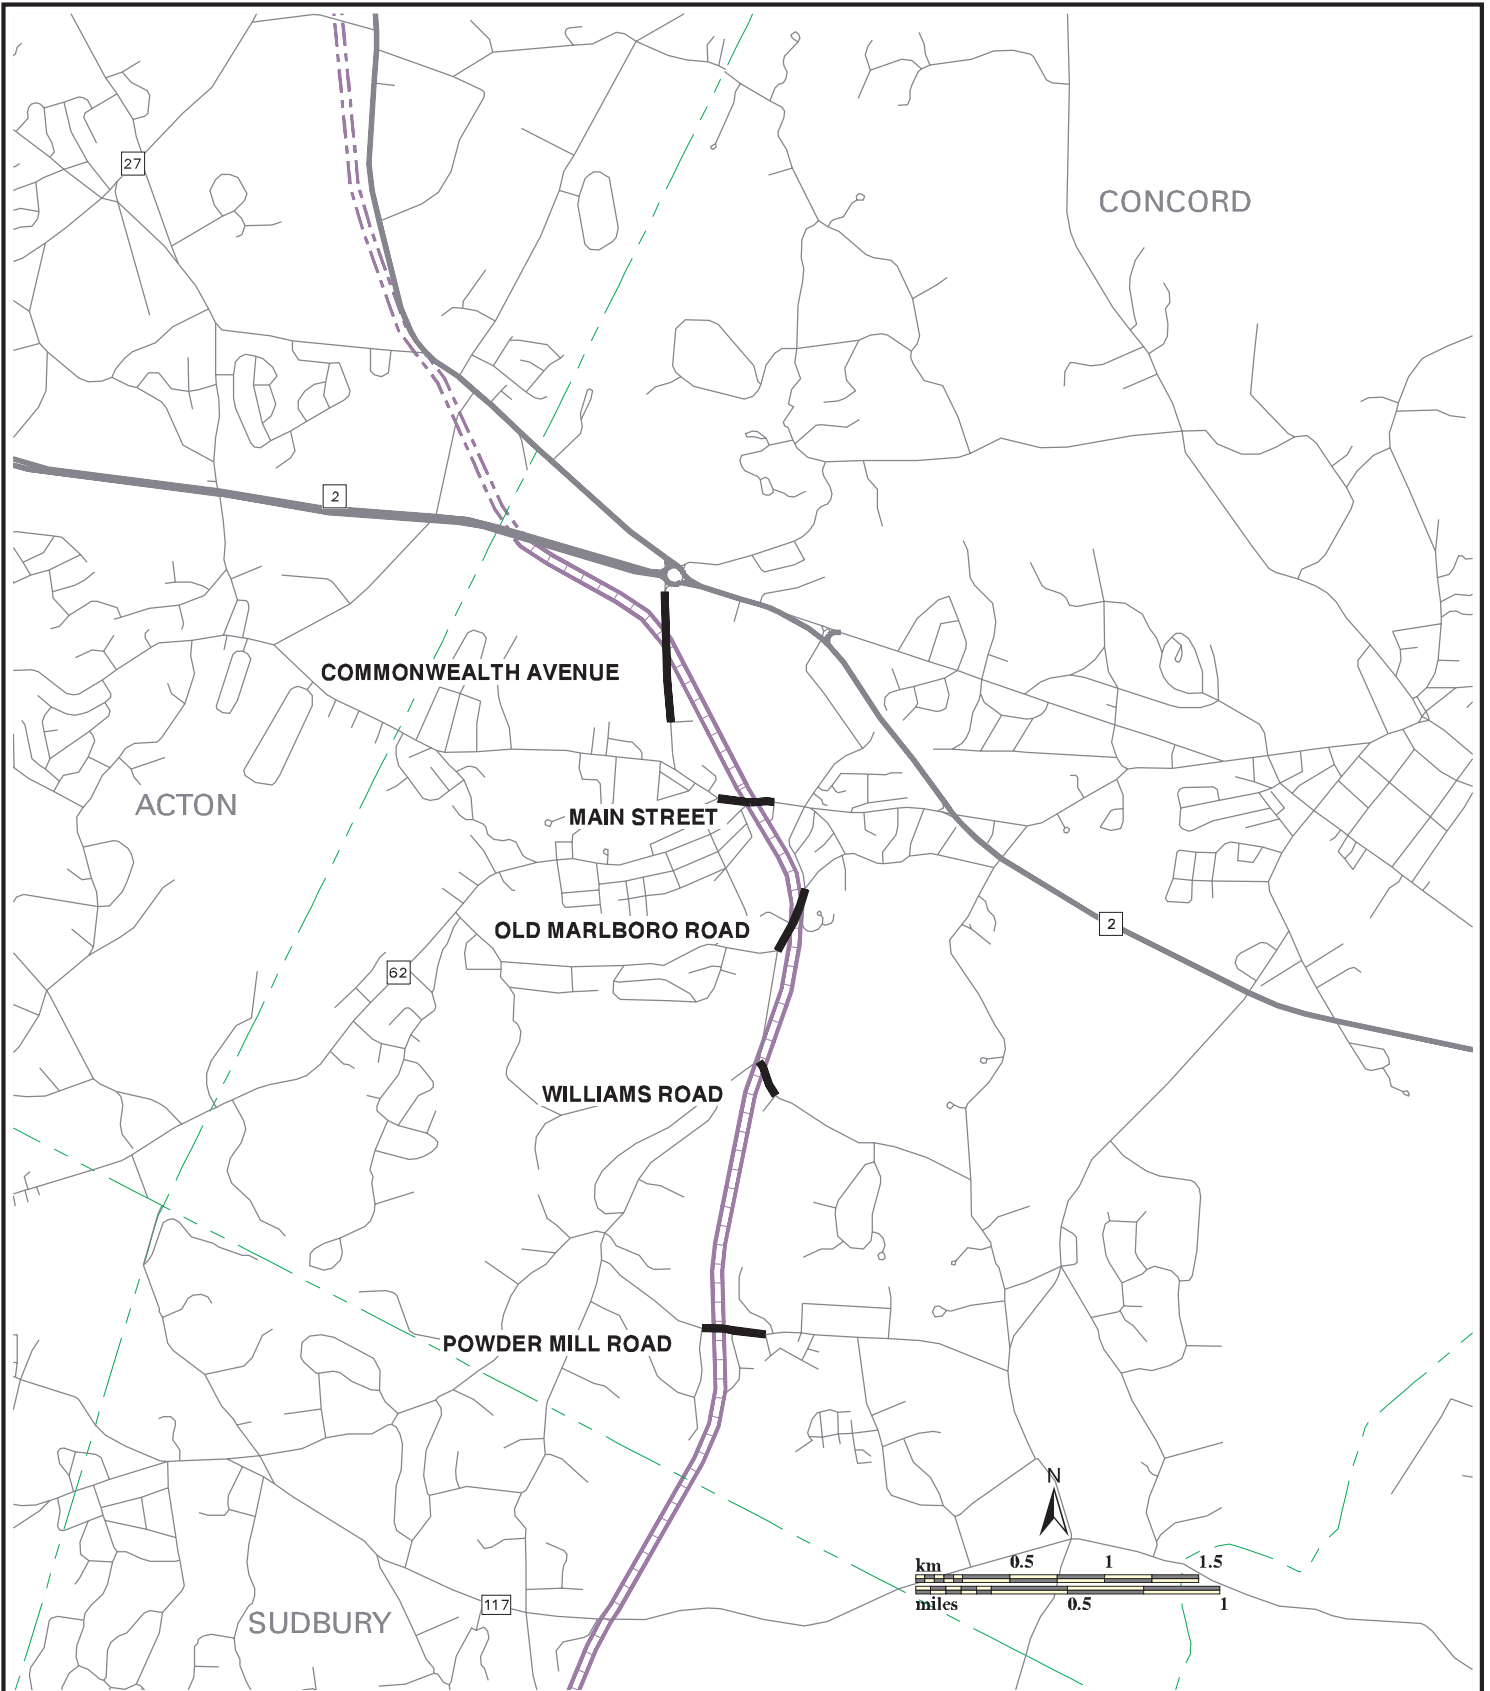 27
CONCORD
2
COMMONWEALTH AVENUE
ACTON
MAIN STREET
OLD MARLBORO ROAD
2
62
WILLIAMS ROAD
POWDER MILL ROAD
N
km 0.5 1 1.5
miles 0.5 1
117
SUDBURY